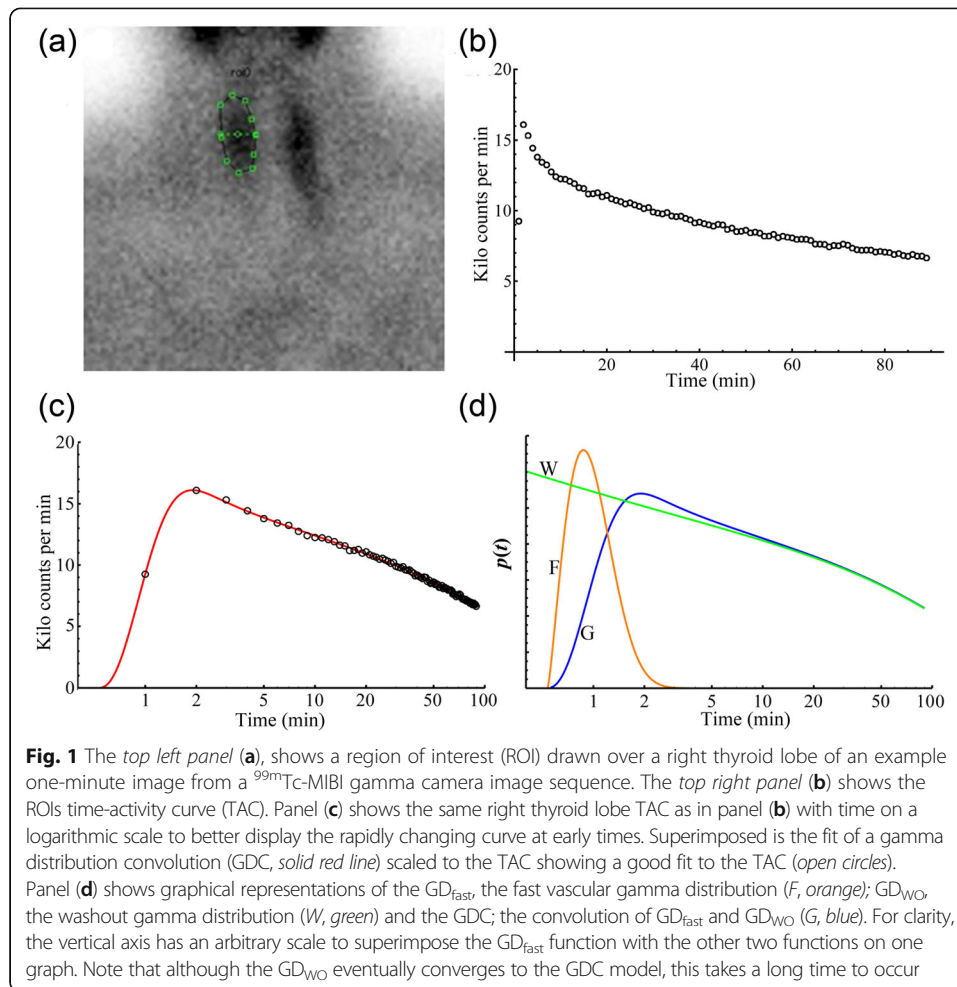 (a)
roi0
(b)
20
15
10
5
Kilo counts per min
20
40
60
80
Time (min)
(c)
20
15
10
5
0
Kilo counts per min
1
2
5
10
20
50
100
Time (min)
(d)
W
F
G
p(t)
1
2
5
10
20
50
100
Time (min)
Fig. 1 The top left panel (a), shows a region of interest (ROI) drawn over a right thyroid lobe of an example
one-minute image from a 99mTc-MIBI gamma camera image sequence. The top right panel (b) shows the
ROIs time-activity curve (TAC). Panel (c) shows the same right thyroid lobe TAC as in panel (b) with time on a
logarithmic scale to better display the rapidly changing curve at early times. Superimposed is the fit of a gamma
distribution convolution (GDC, solid red line) scaled to the TAC showing a good fit to the TAC (open circles).
Panel (d) shows graphical representations of the GDfast, the fast vascular gamma distribution (F, orange); GDWO,
the washout gamma distribution (W, green) and the GDC; the convolution of GDfast and GDWO (G, blue). For clarity,
the vertical axis has an arbitrary scale to superimpose the GDfast function with the other two functions on one
graph. Note that although the GDWO eventually converges to the GDC model, this takes a long time to occur